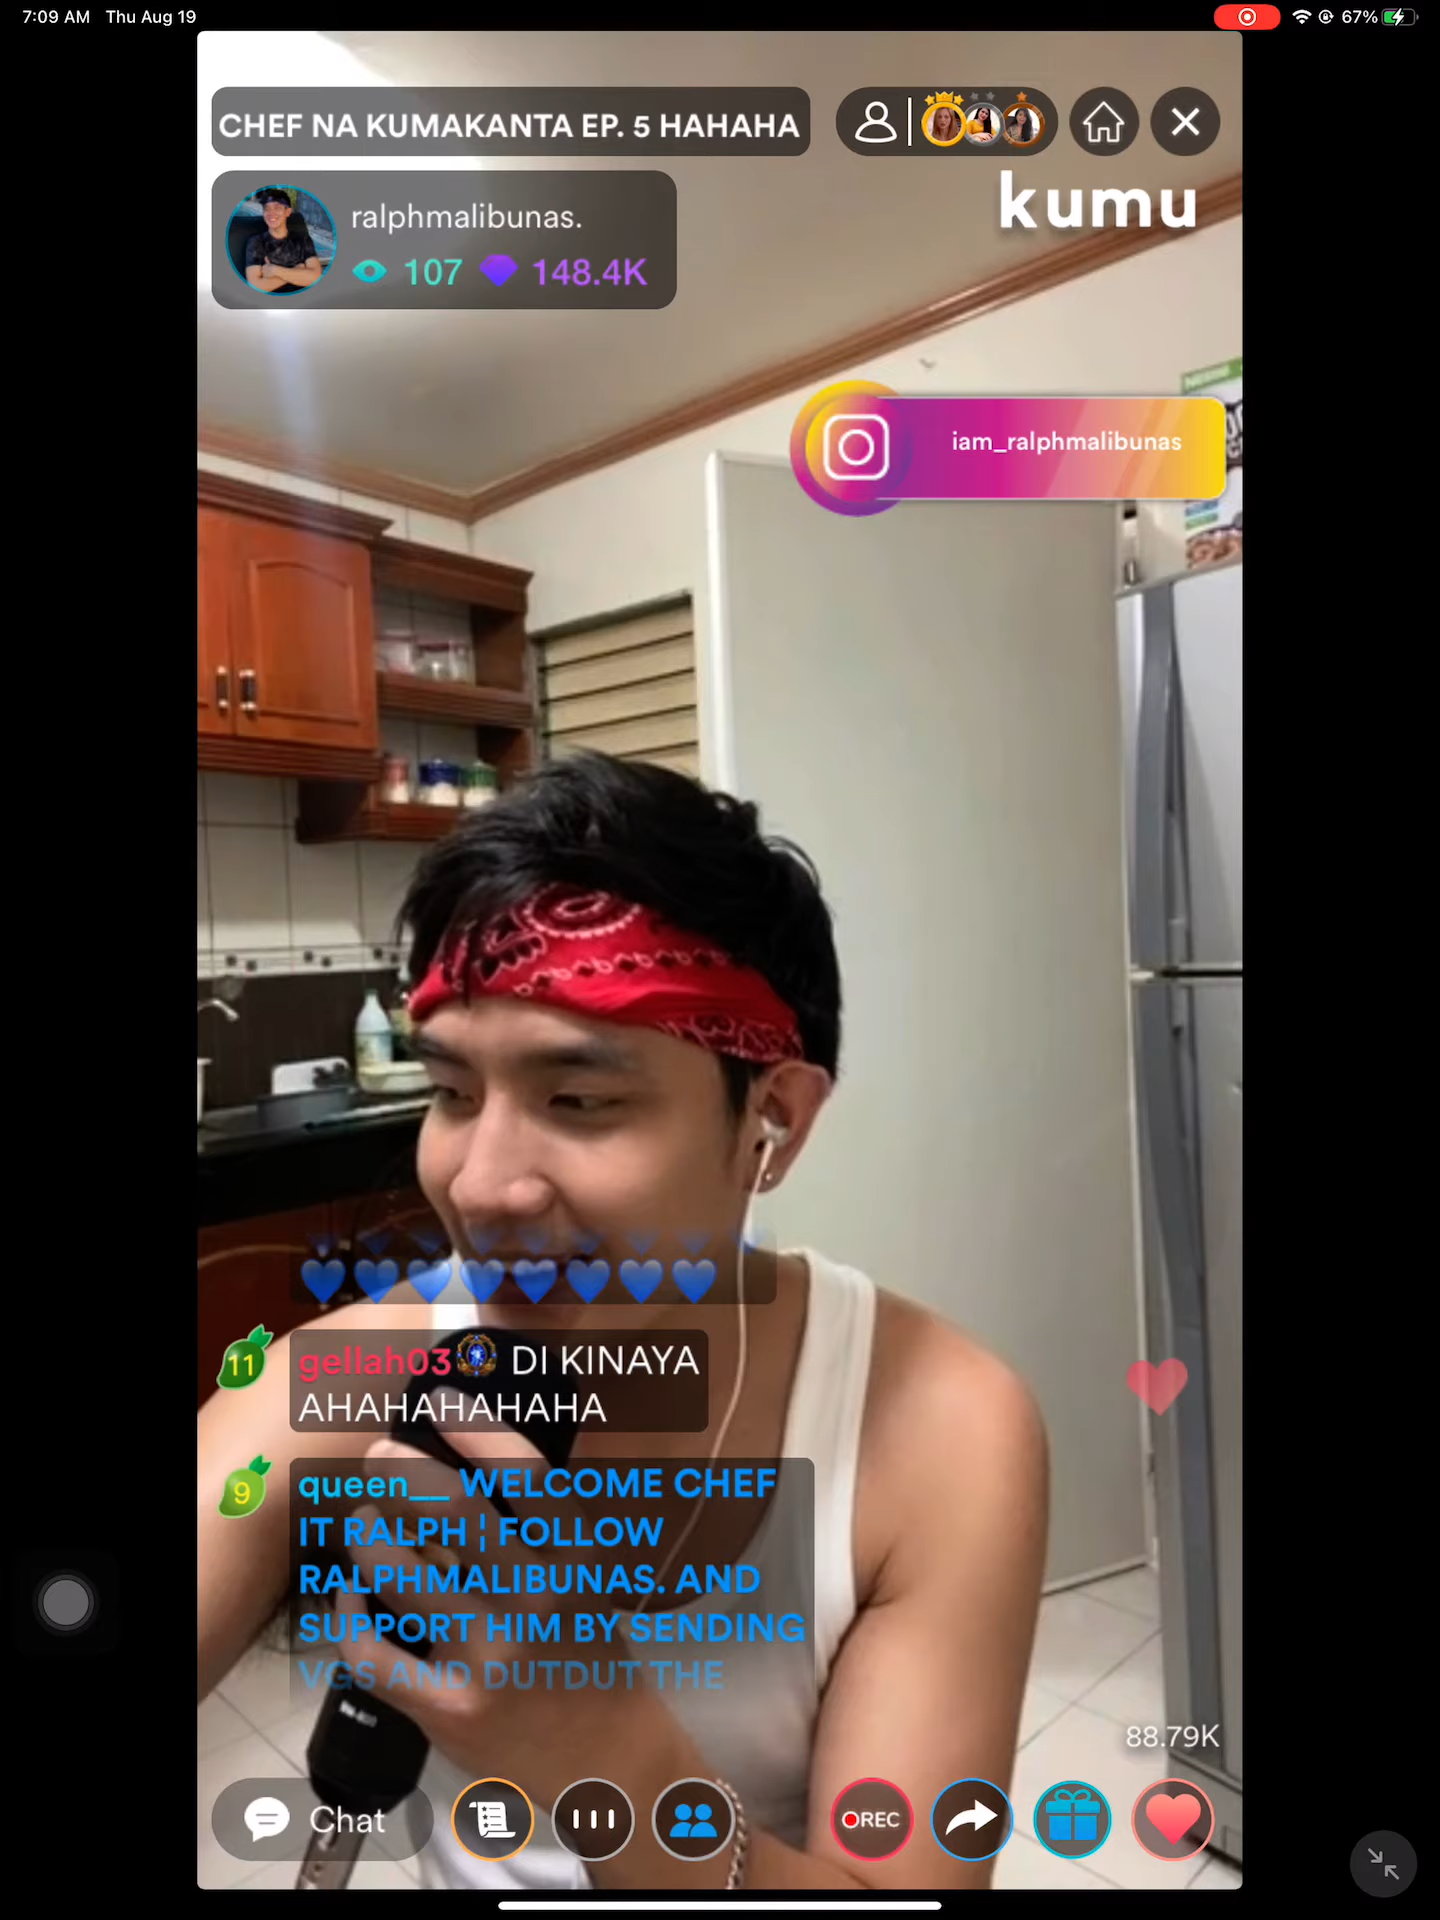 7:09 AM Thu Aug 19
67%
CHEF NA KUMAKANTA EP. 5 HAHAHA
kumu
ralphmalibunas.
107 148.4K
iam_ralphmalibunas
11
gellah03 DI KINAYA
AHAHAHAHAHA
9
queen__ WELCOME CHEF
IT RALPH ¦ FOLLOW
RALPHMALIBUNAS. AND
SUPPORT HIM BY SENDING
VGS AND DUTDUT THE
88.79K
Chat
REC